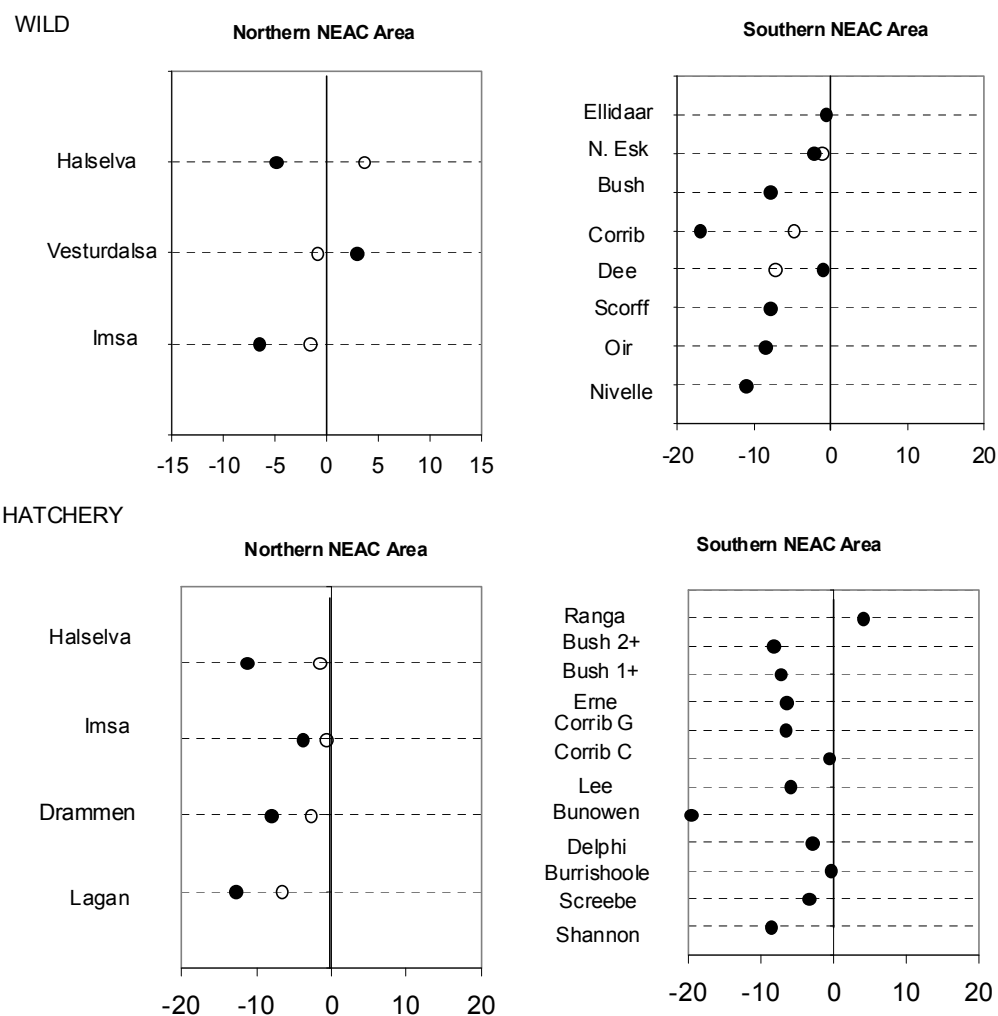 WILD
Northern NEAC Area
Halselva
Vesturdalsa
Imsa
-15 -10 -5 0 5 10 15
Southern NEAC Area
Ellidaar
N. Esk
Bush
Corrib
Dee
Scorff
Oir
Nivelle
-20 -10 0 10 20
HATCHERY
Northern NEAC Area
Halselva
Imsa
Drammen
Lagan
-20 -10 0 10 20
Southern NEAC Area
Ranga
Bush 2+
Bush 1+
Erne
Corrib G
Corrib C
Lee
Bunowen
Delphi
Burrishoole
Screebe
Shannon
-20 -10 0 10 20